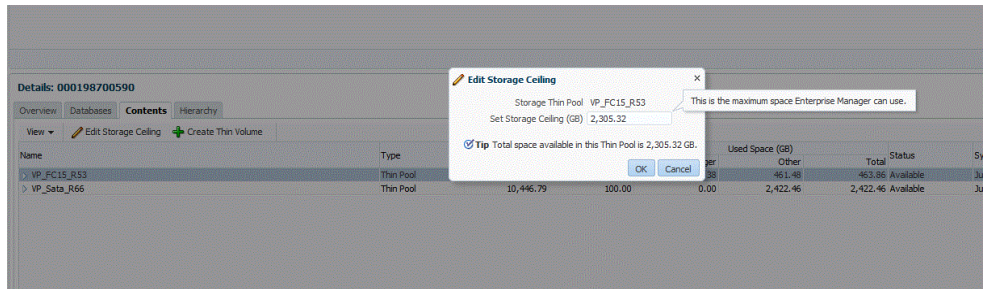 Edit Storage Ceiling
Storage Thin Pool VP_FC15_R53
This is the maximum space Enterprise Manager can use.
Set Storage Ceiling (GB) 2,305.32
Tip Total space available in this Thin Pool is 2,305.32 GB.
OK Cancel
Details: 000198700590
Overview Databases Contents Hierarchy
View Edit Storage Ceiling Create Thin Volume
Used Space (GB)
Name Type Other Total Status
VP_FC15_R53 Thin Pool 461.48 463.86 Available
VP_Sata_R66 Thin Pool 10,446.79 100.00 0.00 2,422.46 2,422.46 Available